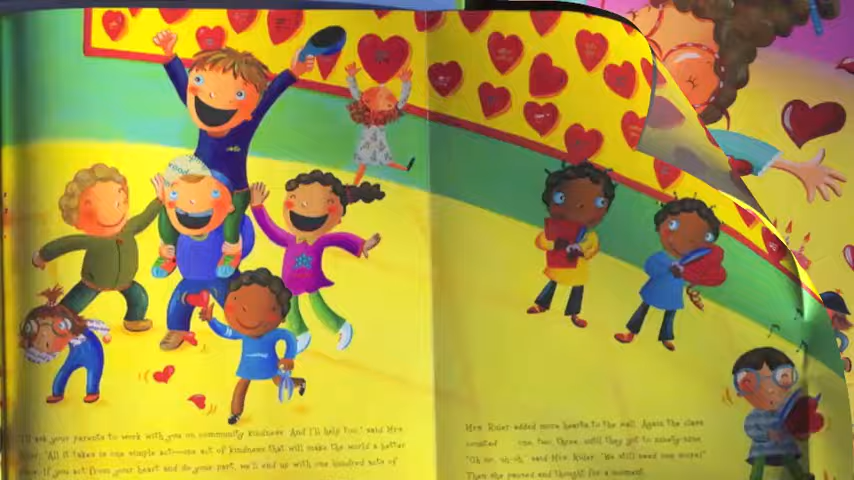 "I'll ask your parents to work with you on community kindness. And I'll help too," said Mrs.
Ruler. "All it takes is one simple act—one act of kindness that will make the world a better
place. If you act from your heart and do your part, we'll end up with one hundred acts of
Mrs. Ruler added more hearts to the wall. Again the class
counted one, two, three, until they got to ninety-nine.
"Oh no, uh-oh," said Mrs. Ruler. "We still need one more!"
Then she paused and thought for a moment.